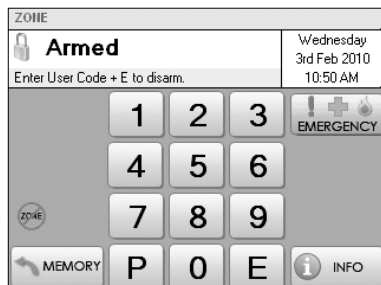 ZONE
Armed
Enter User Code + E to disarm.
Wednesday
3rd Feb 2010
10:50 AM
1 2 3
EMERGENCY
4 5 6
ZONE
7 8 9
MEMORY
P 0 E
i INFO